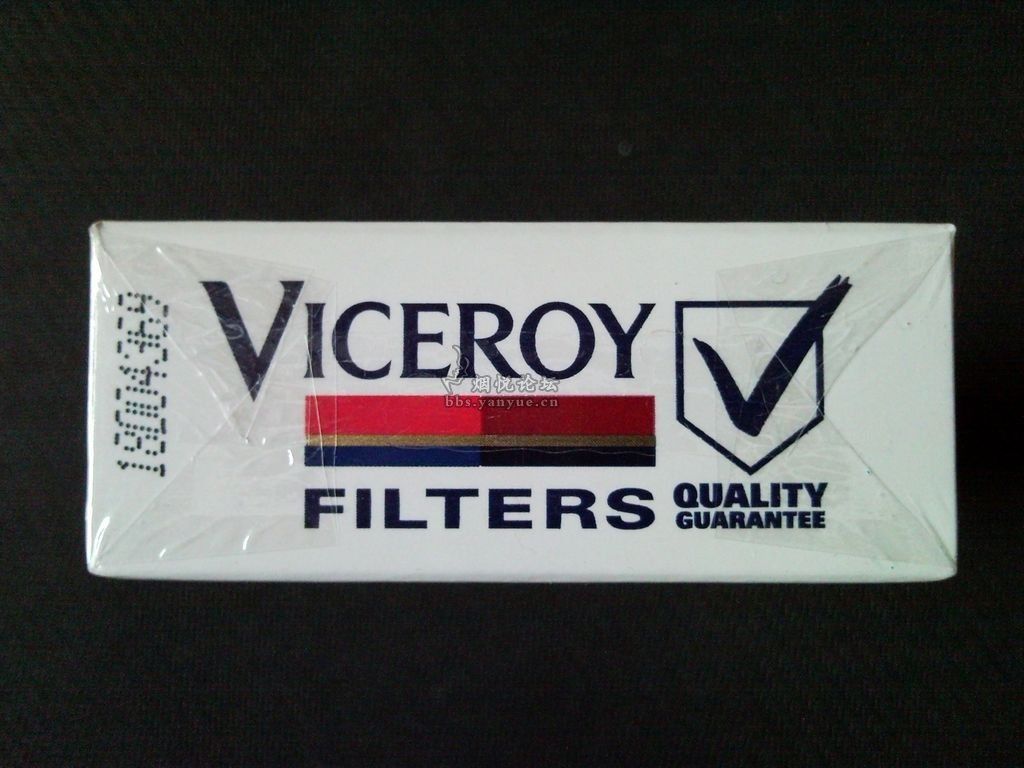 VICEROY
烟悦论坛
bbs.yanyue.cn
FILTERS
QUALITY
GUARANTEE